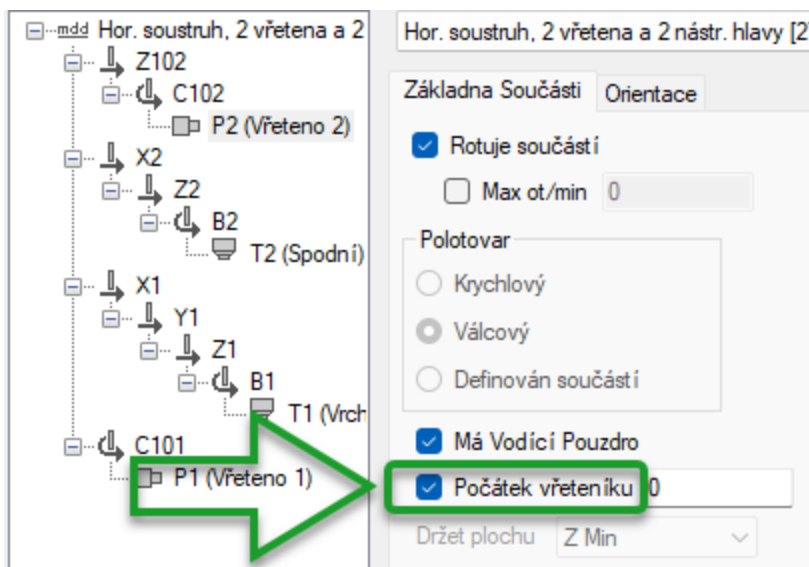 mdd Hor. soustruh, 2 vřetena a 2
Z102
C102
P2 (Vřeteno 2)
X2
Z2
B2
T2 (Spodní)
X1
Y1
Z1
B1
T1 (Vrch
C101
P1 (Vřeteno 1)
Hor. soustruh, 2 vřetena a 2 nástr. hlavy [2
Základna Součásti Orientace
Rotuje součástí
Max ot/min 0
Polotovar
Krychlový
Válcový
Definován součástí
Má Vodící Pouzdro
Počátek vřeteníku 0
Držet plochu Z Min